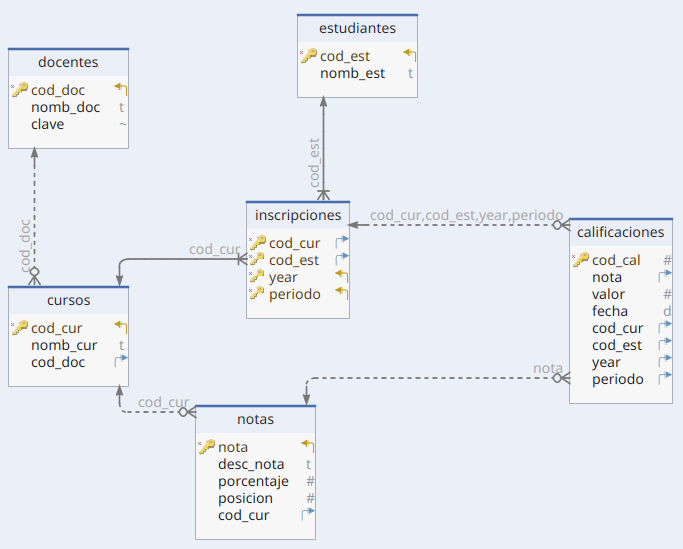 estudiantes
cod_est
nomb_est t
docentes
cod_doc
nomb_doc t
clave ~
cod_est
cod_doc
inscripciones
cod_cur
cod_est
year
periodo
cod_cur,cod_est,year,periodo
calificaciones
cod_cal #
nota
valor #
fecha d
cod_cur
cod_est
year
periodo
cod_cur
cursos
cod_cur
nomb_cur t
cod_doc
nota
cod_cur
notas
nota
desc_nota t
porcentaje #
posicion #
cod_cur